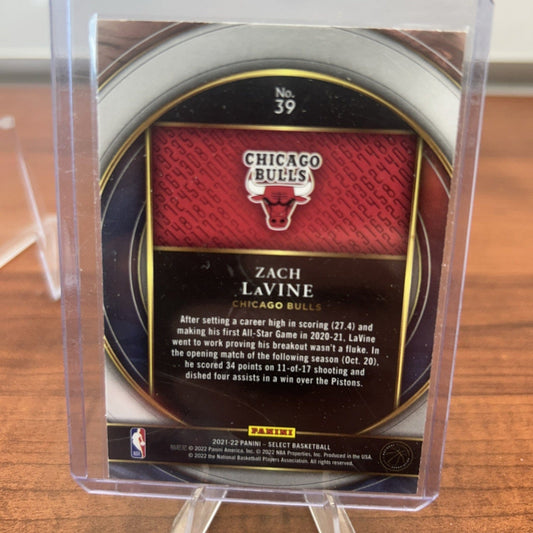 No.
39
CHICAGO
BULLS
ZACH
LaVINE
CHICAGO BULLS
After setting a career high in scoring (27.4) and
making his first All-Star Game in 2020-21, LaVine
went to work proving his breakout wasn't a fluke. In
the opening match of the following season (Oct. 20),
he scored 34 points on 11-of-17 shooting and
dished four assists in a win over the Pistons.
PANINI
2021-22 PANINI – SELECT BASKETBALL
© 2022 Panini America, Inc. © 2022 NBA Properties, Inc. Produced in the USA.
© 2022 the National Basketball Players Association. All rights reserved.
NBA